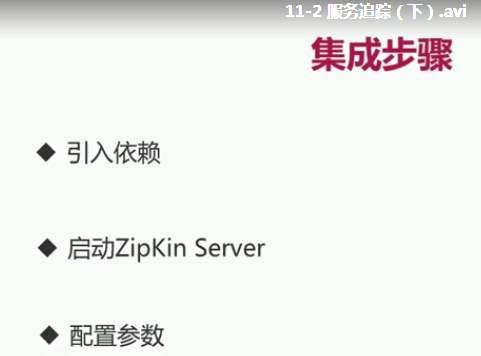 11-2 服务追踪（下）.avi
集成步骤
◆ 引入依赖
◆ 启动ZipKin Server
◆ 配置参数